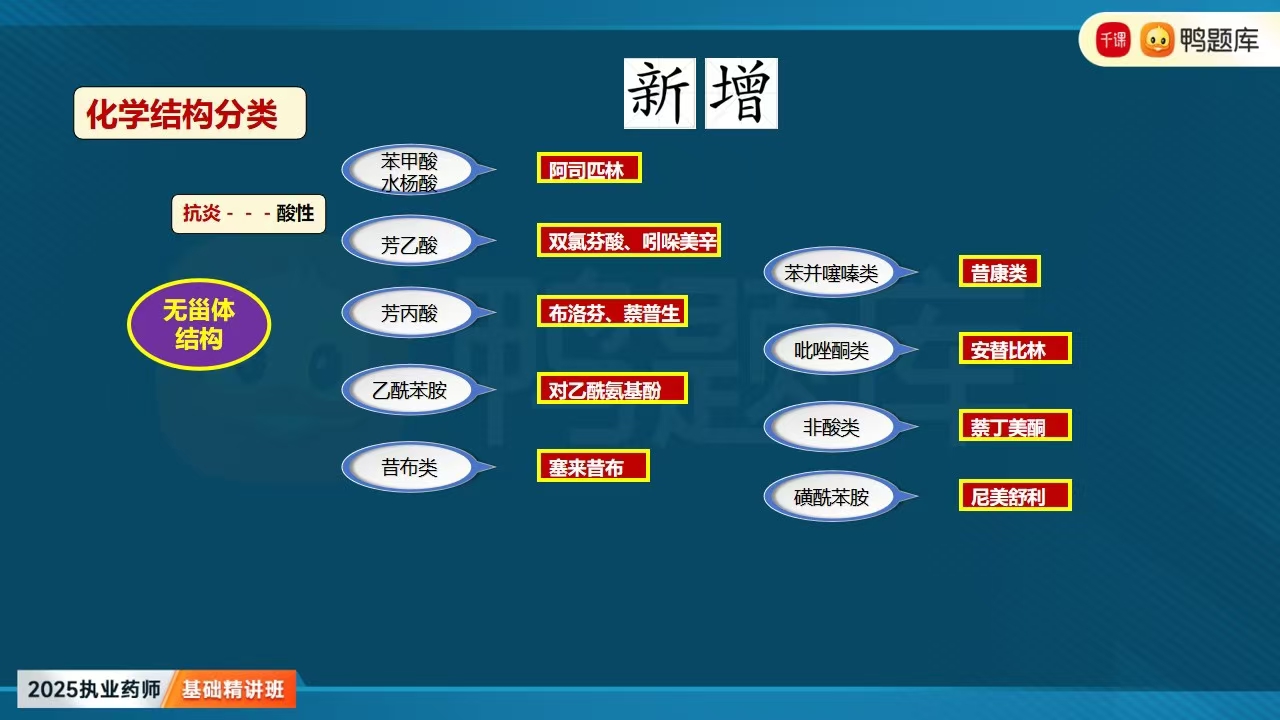 千课 鸭题库
新增
化学结构分类
苯甲酸
水杨酸
阿司匹林
抗炎---酸性
芳乙酸
双氯芬酸、吲哚美辛
苯并噻嗪类
昔康类
无甾体
结构
芳丙酸
布洛芬、萘普生
吡唑酮类
安替比林
乙酰苯胺
对乙酰氨基酚
非酸类
萘丁美酮
昔布类
塞来昔布
磺酰苯胺
尼美舒利
鸭题库
2025执业药师 基础精讲班